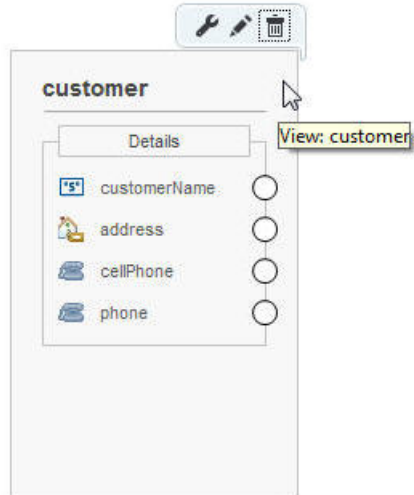 customer
View: customer
Details
"S"
customerName
address
cellPhone
phone